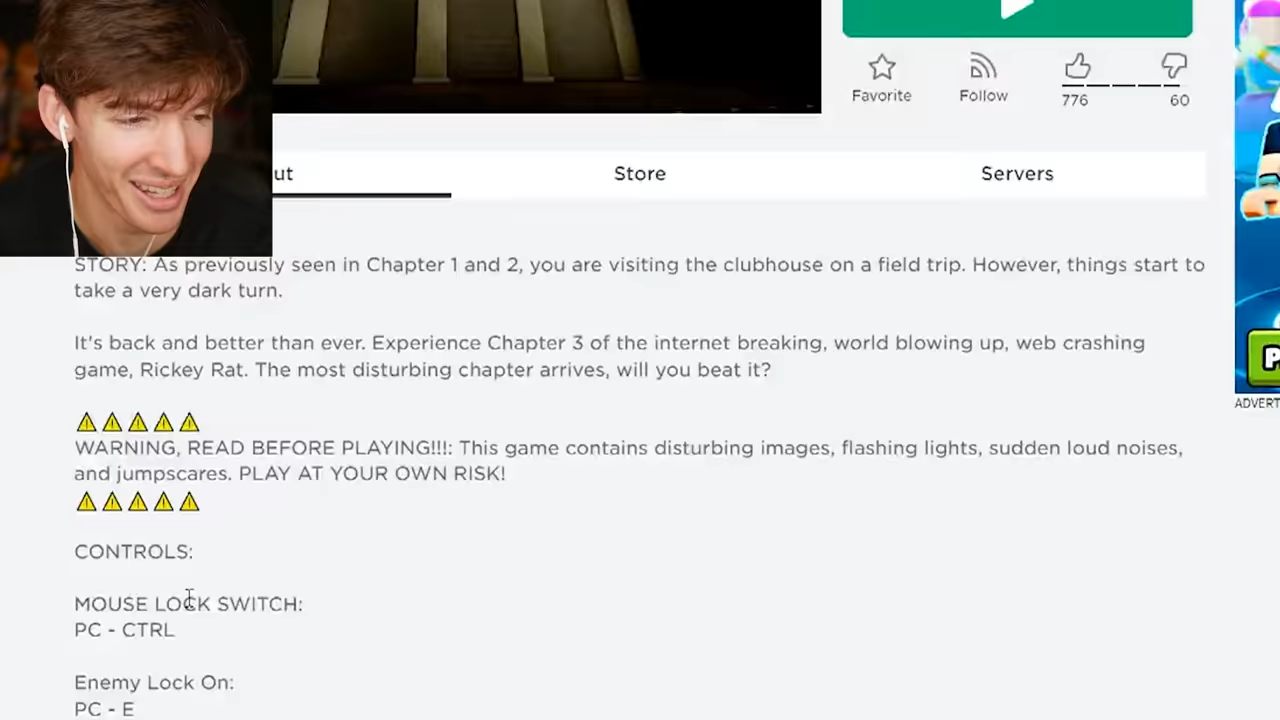 Favorite
Follow
776
60
ut
Store
Servers
STORY: As previously seen in Chapter 1 and 2, you are visiting the clubhouse on a field trip. However, things start to
take a very dark turn.
It's back and better than ever. Experience Chapter 3 of the internet breaking, world blowing up, web crashing
game, Rickey Rat. The most disturbing chapter arrives, will you beat it?
WARNING, READ BEFORE PLAYING!!!: This game contains disturbing images, flashing lights, sudden loud noises,
and jumpscares. PLAY AT YOUR OWN RISK!
CONTROLS:
MOUSE LOCK SWITCH:
PC - CTRL
Enemy Lock On:
PC - E
P
ADVERT